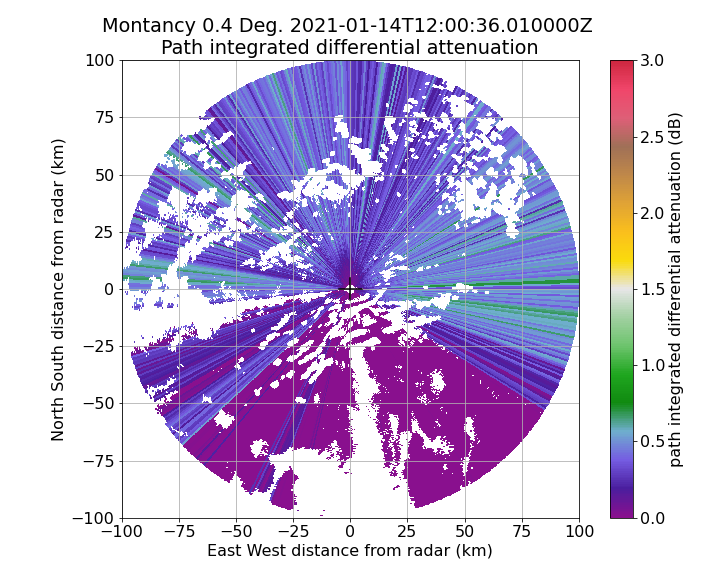 Montancy 0.4 Deg. 2021-01-14T12:00:36.010000Z
Path integrated differential attenuation
North South distance from radar (km)
100
75
50
25
0
−25
−50
−75
−100
−100 −75 −50 −25 0 25 50 75 100
East West distance from radar (km)
3.0
2.5
2.0
1.5
1.0
0.5
0.0
path integrated differential attenuation (dB)